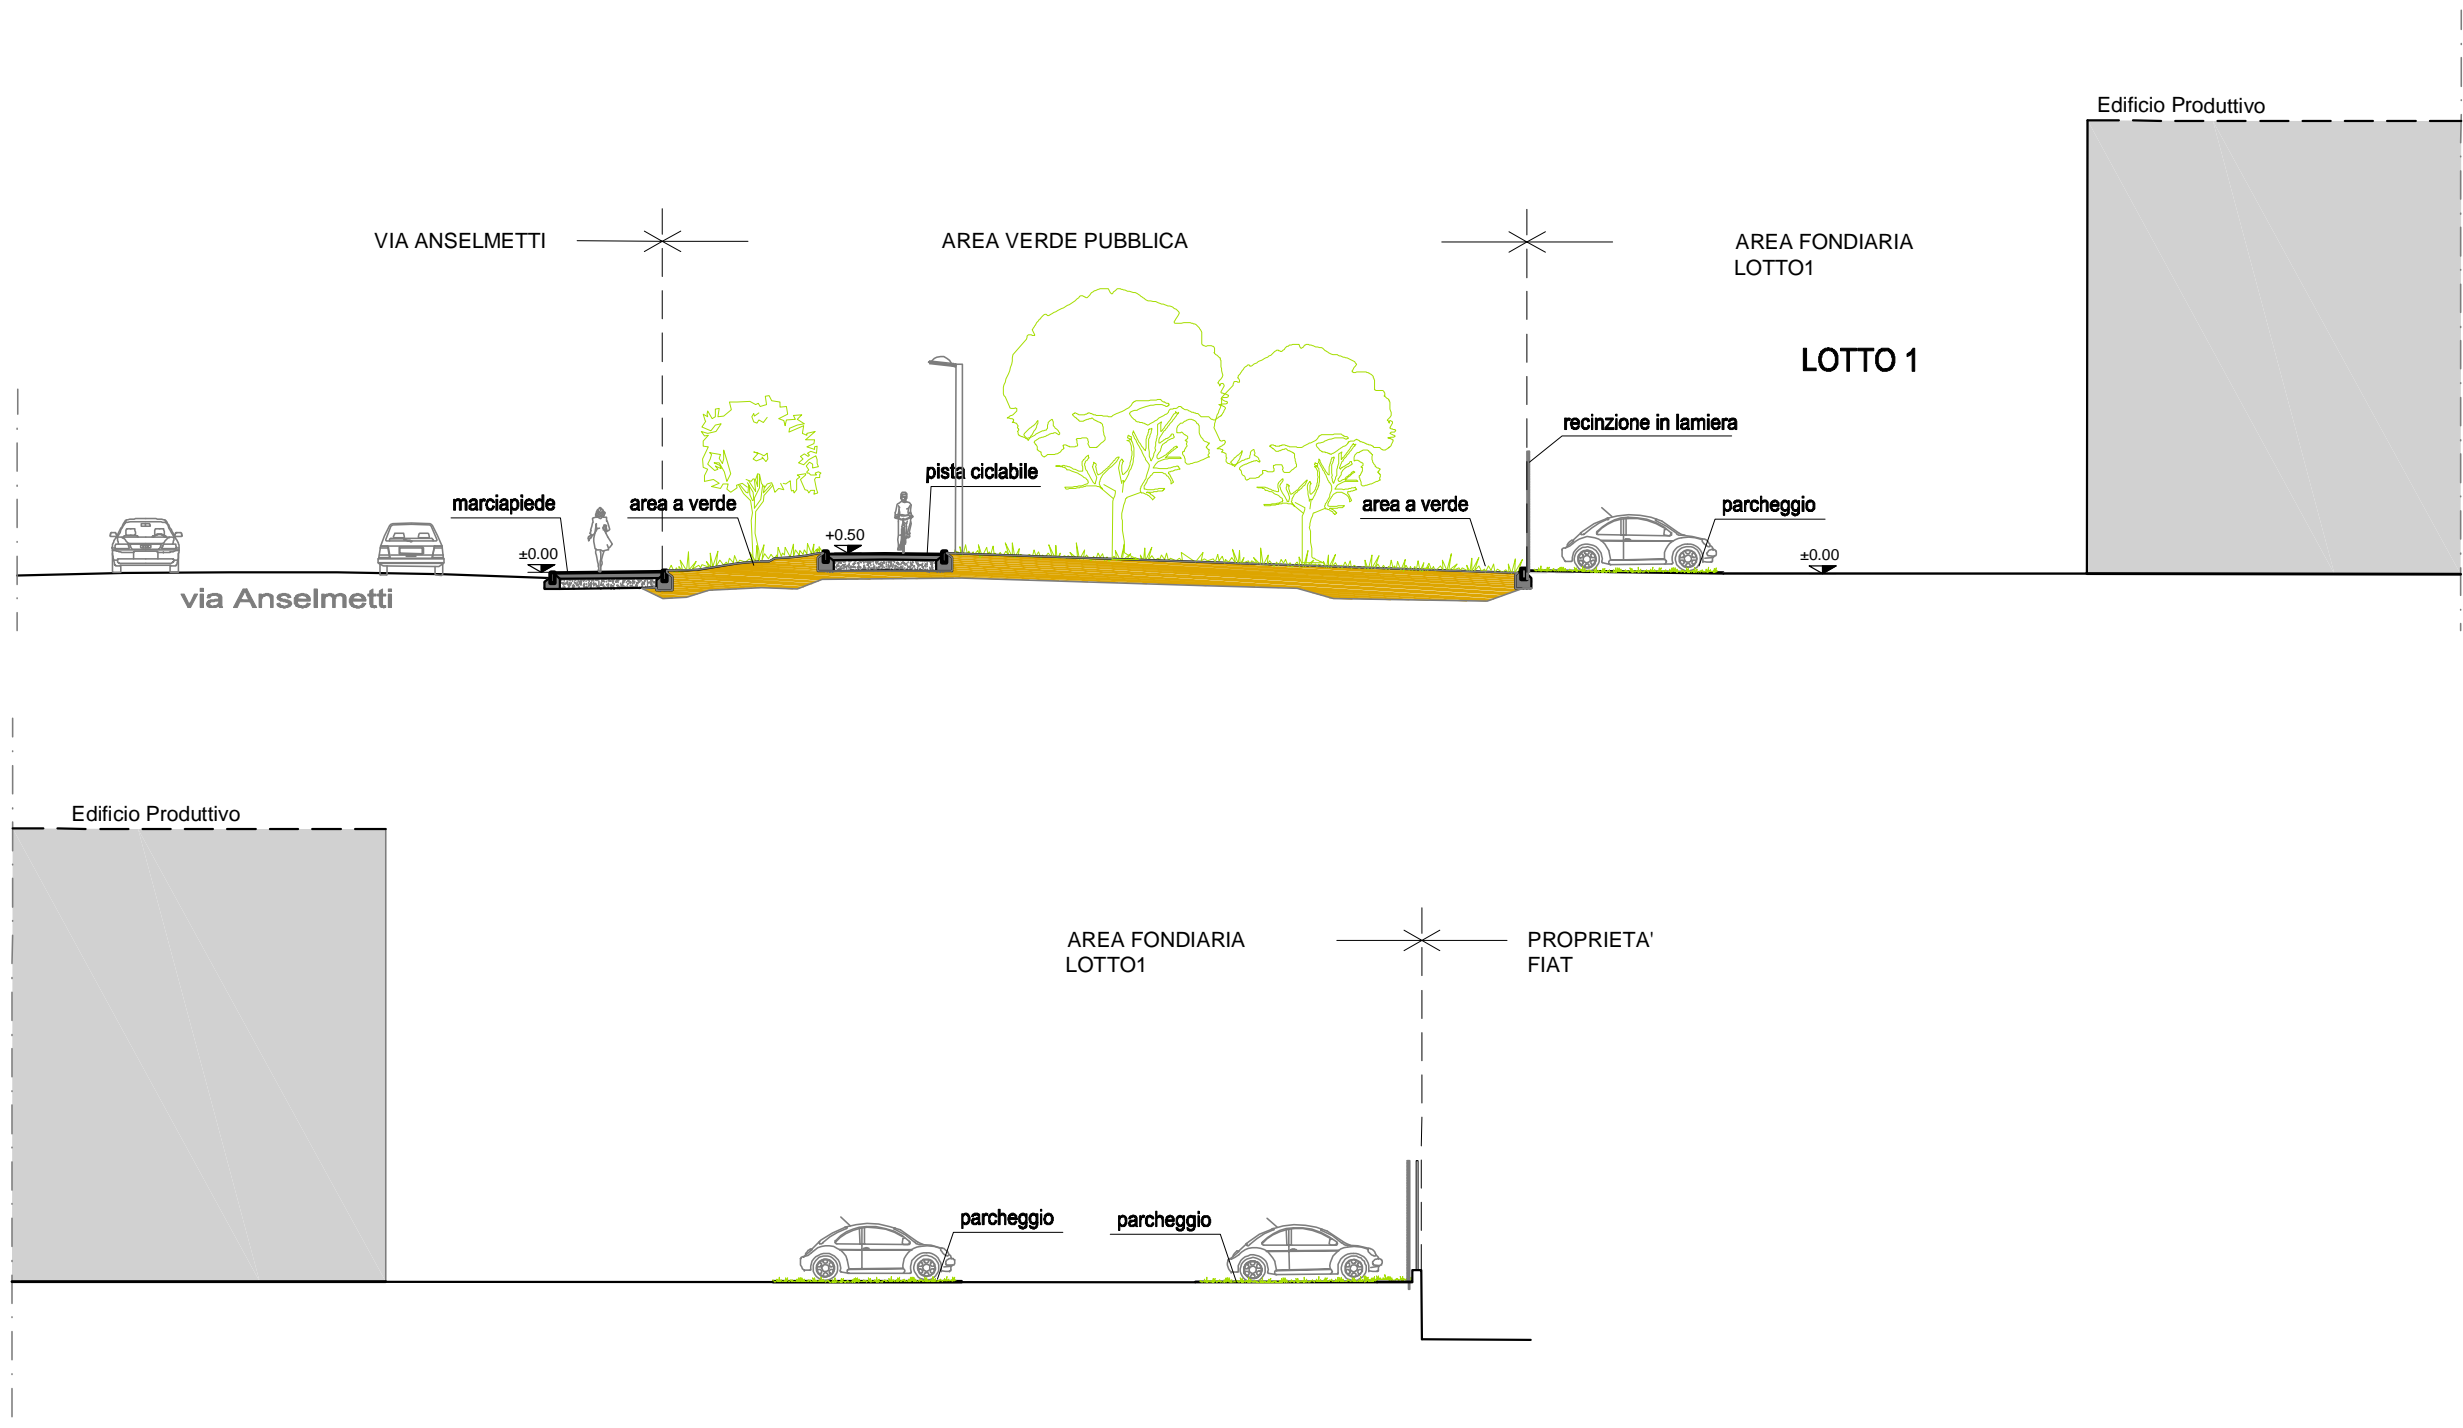 Edificio Produttivo
VIA ANSELMETTI
AREA VERDE PUBBLICA
AREA FONDIARIA
LOTTO1
LOTTO 1
recinzione in lamiera
pista ciclabile
marciapiede
area a verde
area a verde
parcheggio
±0.00
+0.50
±0.00
via Anselmetti
Edificio Produttivo
AREA FONDIARIA
LOTTO1
PROPRIETA'
FIAT
parcheggio
parcheggio